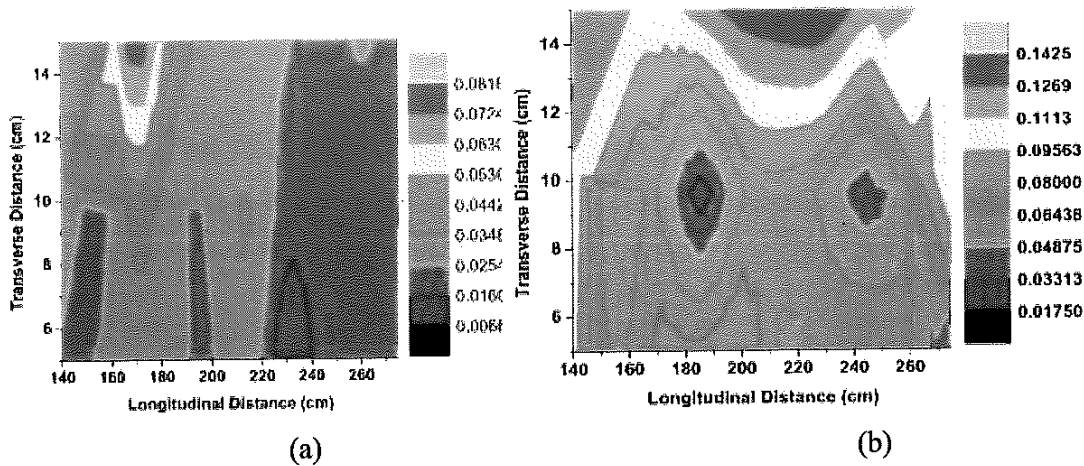 14
12
10
8
6
Transverse Distance (cm)
140 160 180 200 220 240 260
Longitudinal Distance (cm)
(a)
14
12
10
8
6
Transverse Distance (cm)
140 160 180 200 220 240 260
Longitudinal Distance (cm)
0.1425
0.1269
0.1113
0.09563
0.08000
0.06438
0.04875
0.03313
0.01750
(b)